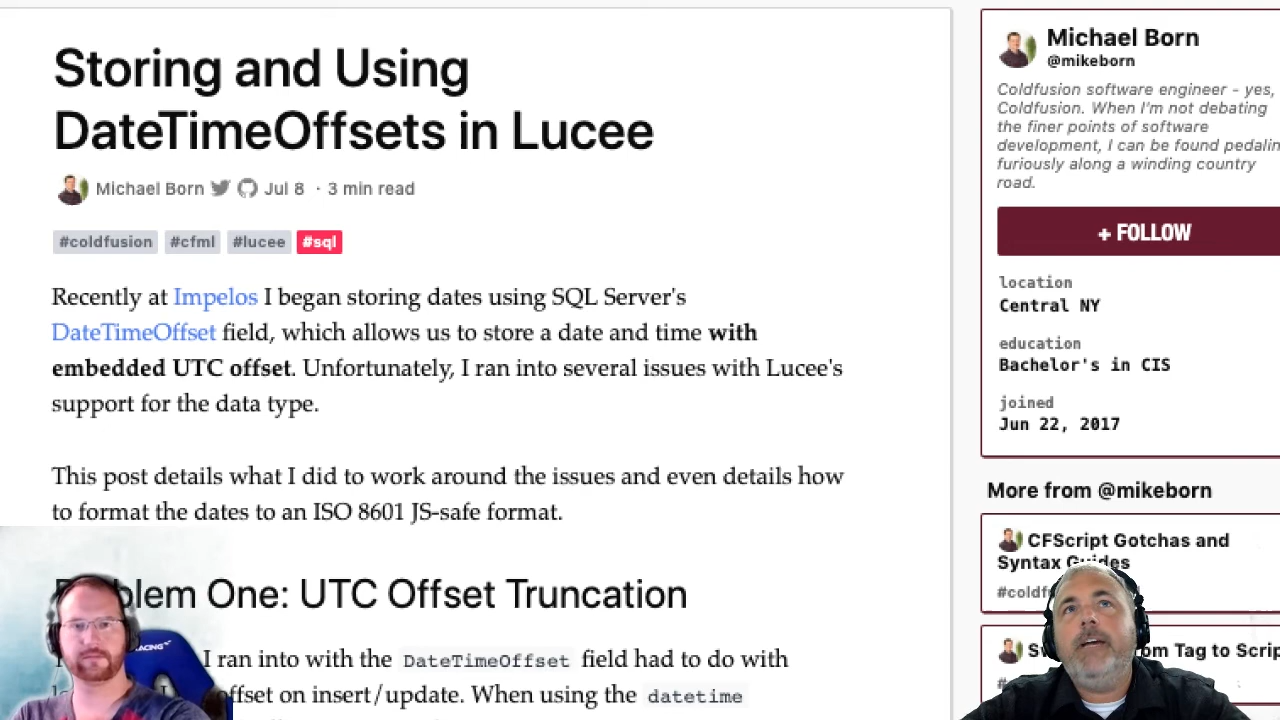 Storing and Using
DateTimeOffsets in Lucee
Michael Born Jul 8 · 3 min read
#coldfusion #cfml #lucee #sql
Recently at Impelos I began storing dates using SQL Server's
DateTimeOffset field, which allows us to store a date and time with
embedded UTC offset. Unfortunately, I ran into several issues with Lucee's
support for the data type.
This post details what I did to work around the issues and even details how
to format the dates to an ISO 8601 JS-safe format.
One: UTC Offset Truncation
I ran into with the DateTimeOffset field had to do with
offset on insert/update. When using the datetime
RACING
Michael Born
@mikeborn
Coldfusion software engineer - yes,
Coldfusion. When I'm not debating
the finer points of software
development, I can be found pedalin
furiously along a winding country
road.
+ FOLLOW
location
Central NY
education
Bachelor's in CIS
joined
Jun 22, 2017
More from @mikeborn
CFScript Gotchas and
Syntax Guides
#coldf
om Tag to Scrip